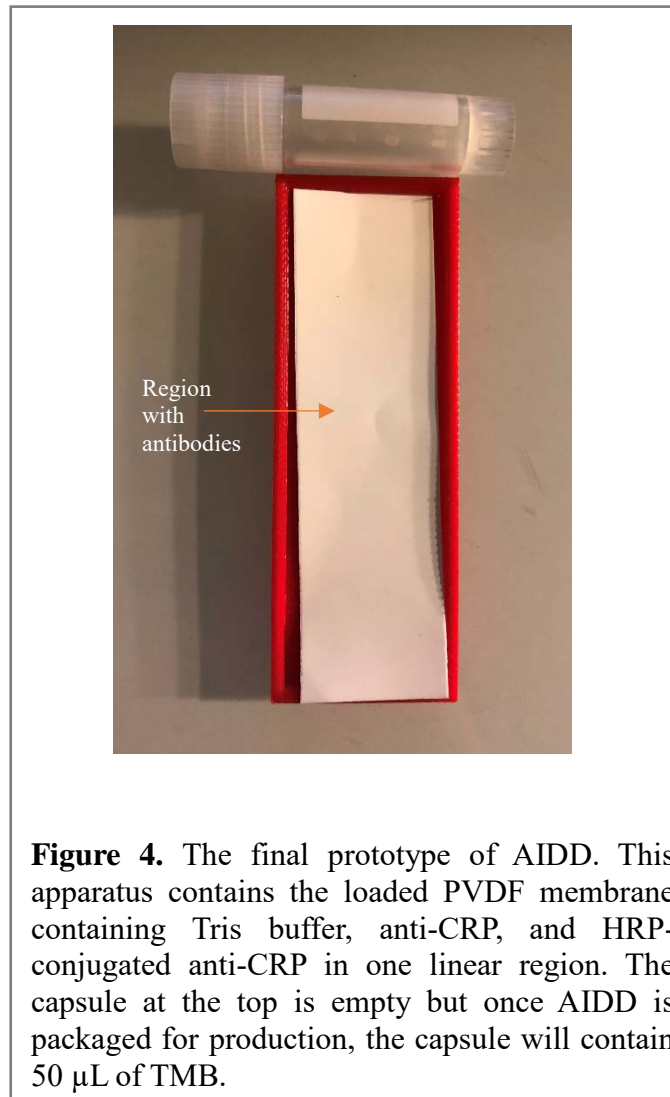 Region
with
antibodies
Figure 4. The final prototype of AIDD. This
apparatus contains the loaded PVDF membrane
containing Tris buffer, anti-CRP, and HRP-
conjugated anti-CRP in one linear region. The
capsule at the top is empty but once AIDD is
packaged for production, the capsule will contain
50 µL of TMB.